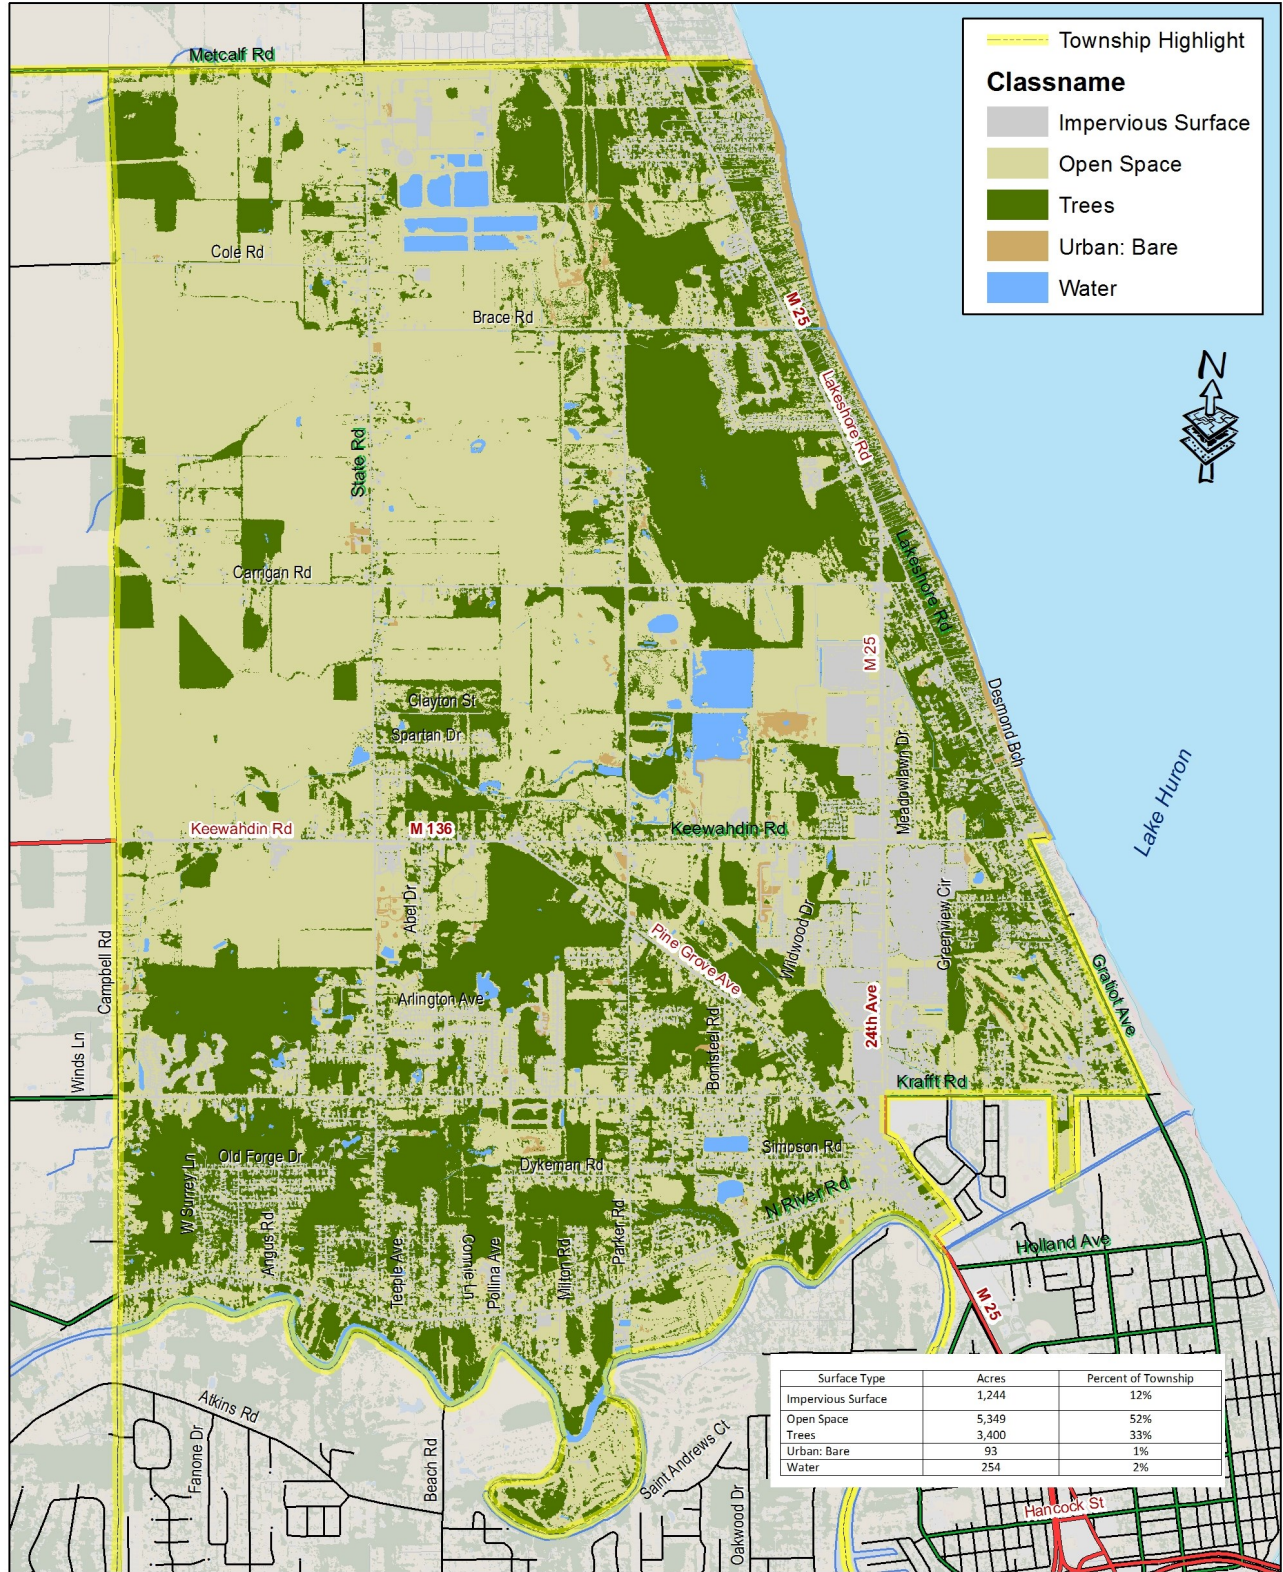 Metcalf Rd
Township Highlight
Classname
Impervious Surface
Open Space
Trees
Urban: Bare
Water
Cole Rd
Brace Rd
M 25
N
Lakeshore Rd
State Rd
Lakeshore Rd
Carrigan Rd
M 25
Desmond Bch
Clayton St
Spartan Dr
Meadowlawn Dr
Lake Huron
Keewahdin Rd
M 136
Keewahdin Rd
Abel Dr
Greenview Cir
Wildwood Dr
Pine Grove Ave
Campbell Rd
Gratiot Ave
Arlington Ave
24th Ave
Bonisteel Rd
Winds Ln
Krafft Rd
Simpson Rd
Old Forge Dr
Dykeman Rd
W Surrey Ln
N River Rd
Angus Rd
Parker Rd
Teeple Ave
Connie Ln
Pollina Ave
Milton Rd
Holland Ave
M 25
Surface Type Acres Percent of Township
Impervious Surface 1,244 12%
Open Space 5,349 52%
Trees 3,400 33%
Urban: Bare 93 1%
Water 254 2%
Atkins Rd
Fanone Dr
Beach Rd
Saint Andrews Ct
Oakwood Dr
Hancock St